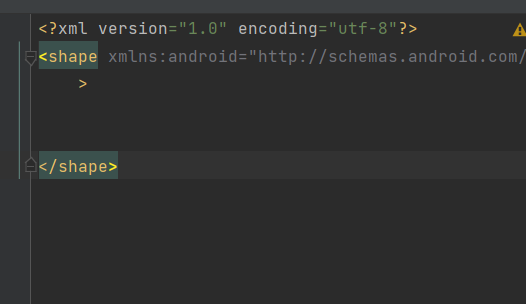 <?xml version="1.0" encoding="utf-8"?>
<shape xmlns:android="http://schemas.android.com/
>
</shape>